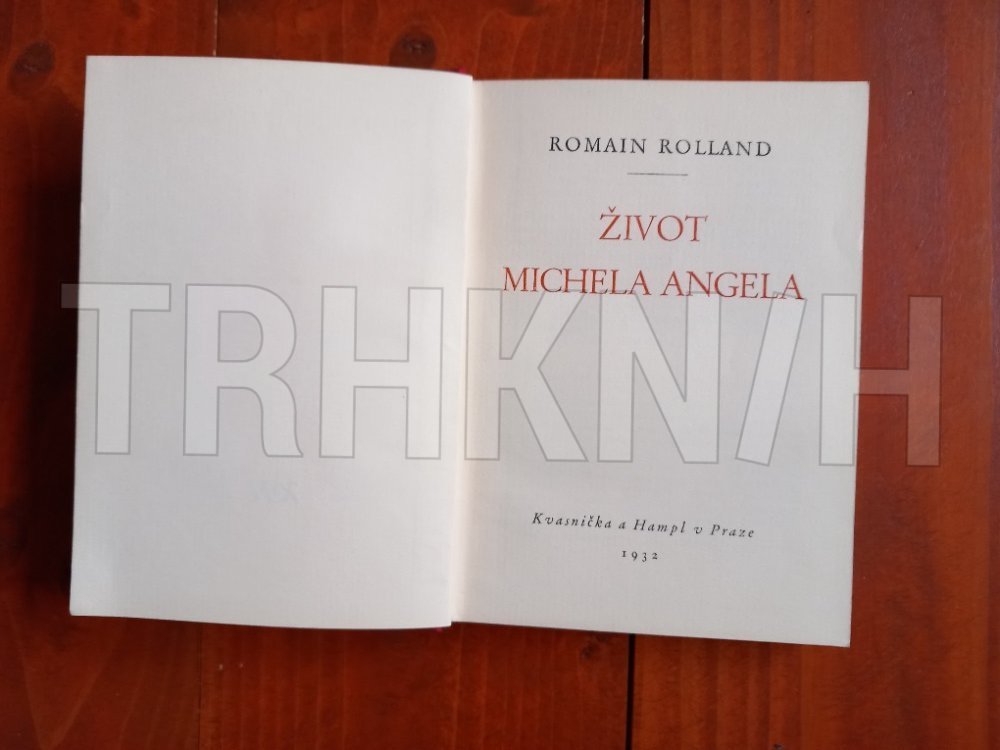 ROMAIN ROLLAND
ŽIVOT
MICHELA ANGELA
TRHKNIH
Kvasnička a Hampl v Praze
1932